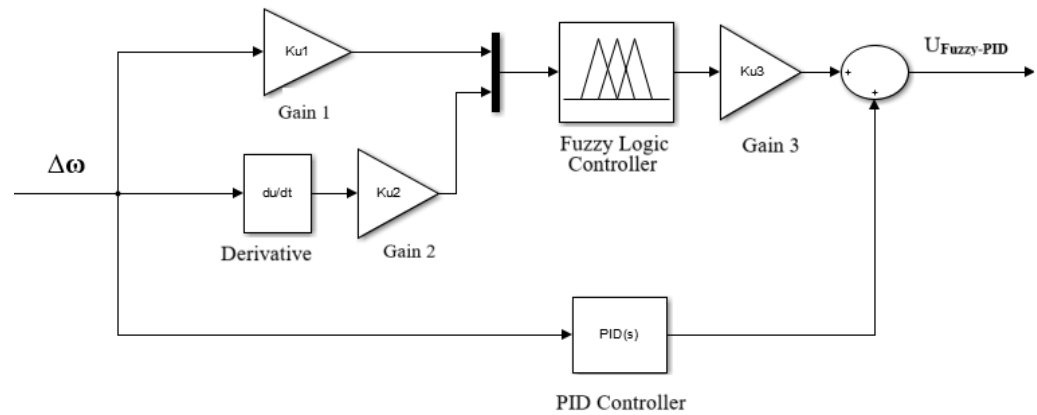 Ku1
Gain 1
Δω
du/dt
Derivative
Ku2
Gain 2
Fuzzy Logic
Controller
Ku3
Gain 3
+
+
U_Fuzzy-PID
PID(s)
PID Controller